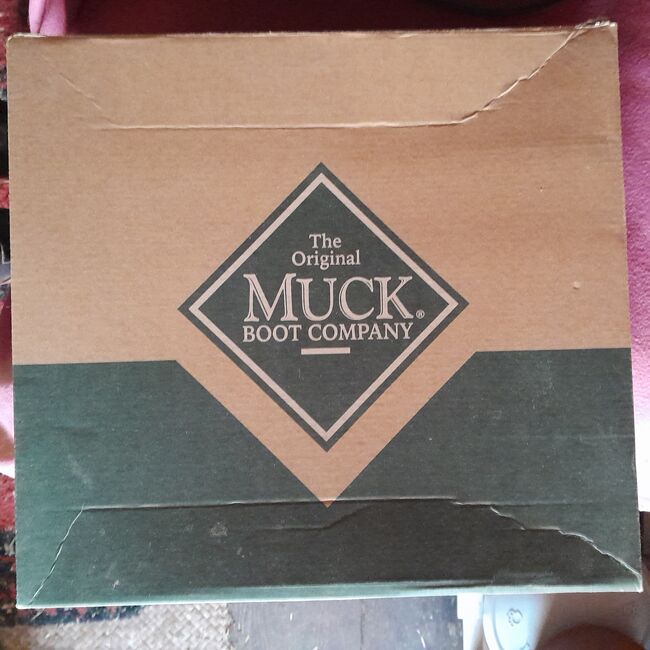 The
Original
MUCK®
BOOT COMPANY